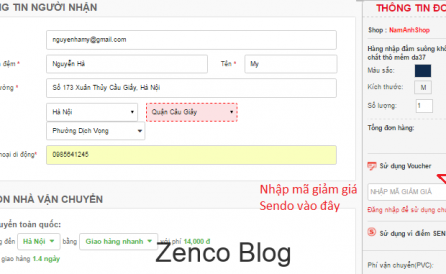 NG TIN NGƯỜI NHẬN
nguyenhamy@gmail.com
Nguyễn Hà
Tên *
My
Số 173 Xuân Thủy Cầu Giấy, Hà Nội
Hà Nội
Quận Cầu Giấy
Phường Dịch Vọng
oại di động*
0985641245
ỌN NHÀ VẬN CHUYỂN
uyển toàn quốc:
Hà Nội
bằng
Giao hàng nhanh
với phí 14,000 đ
giao hàng 1-4 ngày
Nhập mã giảm giá
Sendo vào đây
Zenco Blog
THÔNG TIN ĐƠ
Shop : NamAnhShop
Hàng nhập đầm suông khô
chất thô mềm da37
Màu sắc:
Kích thước:
M
Số lượng:
1
Tổng đơn hàng:
Sử dụng Voucher
NHẬP MÃ GIẢM GIÁ
Đăng nhập để sử dụng chu
Sử dụng ví điểm SEN
Phí vận chuyển(PVC):